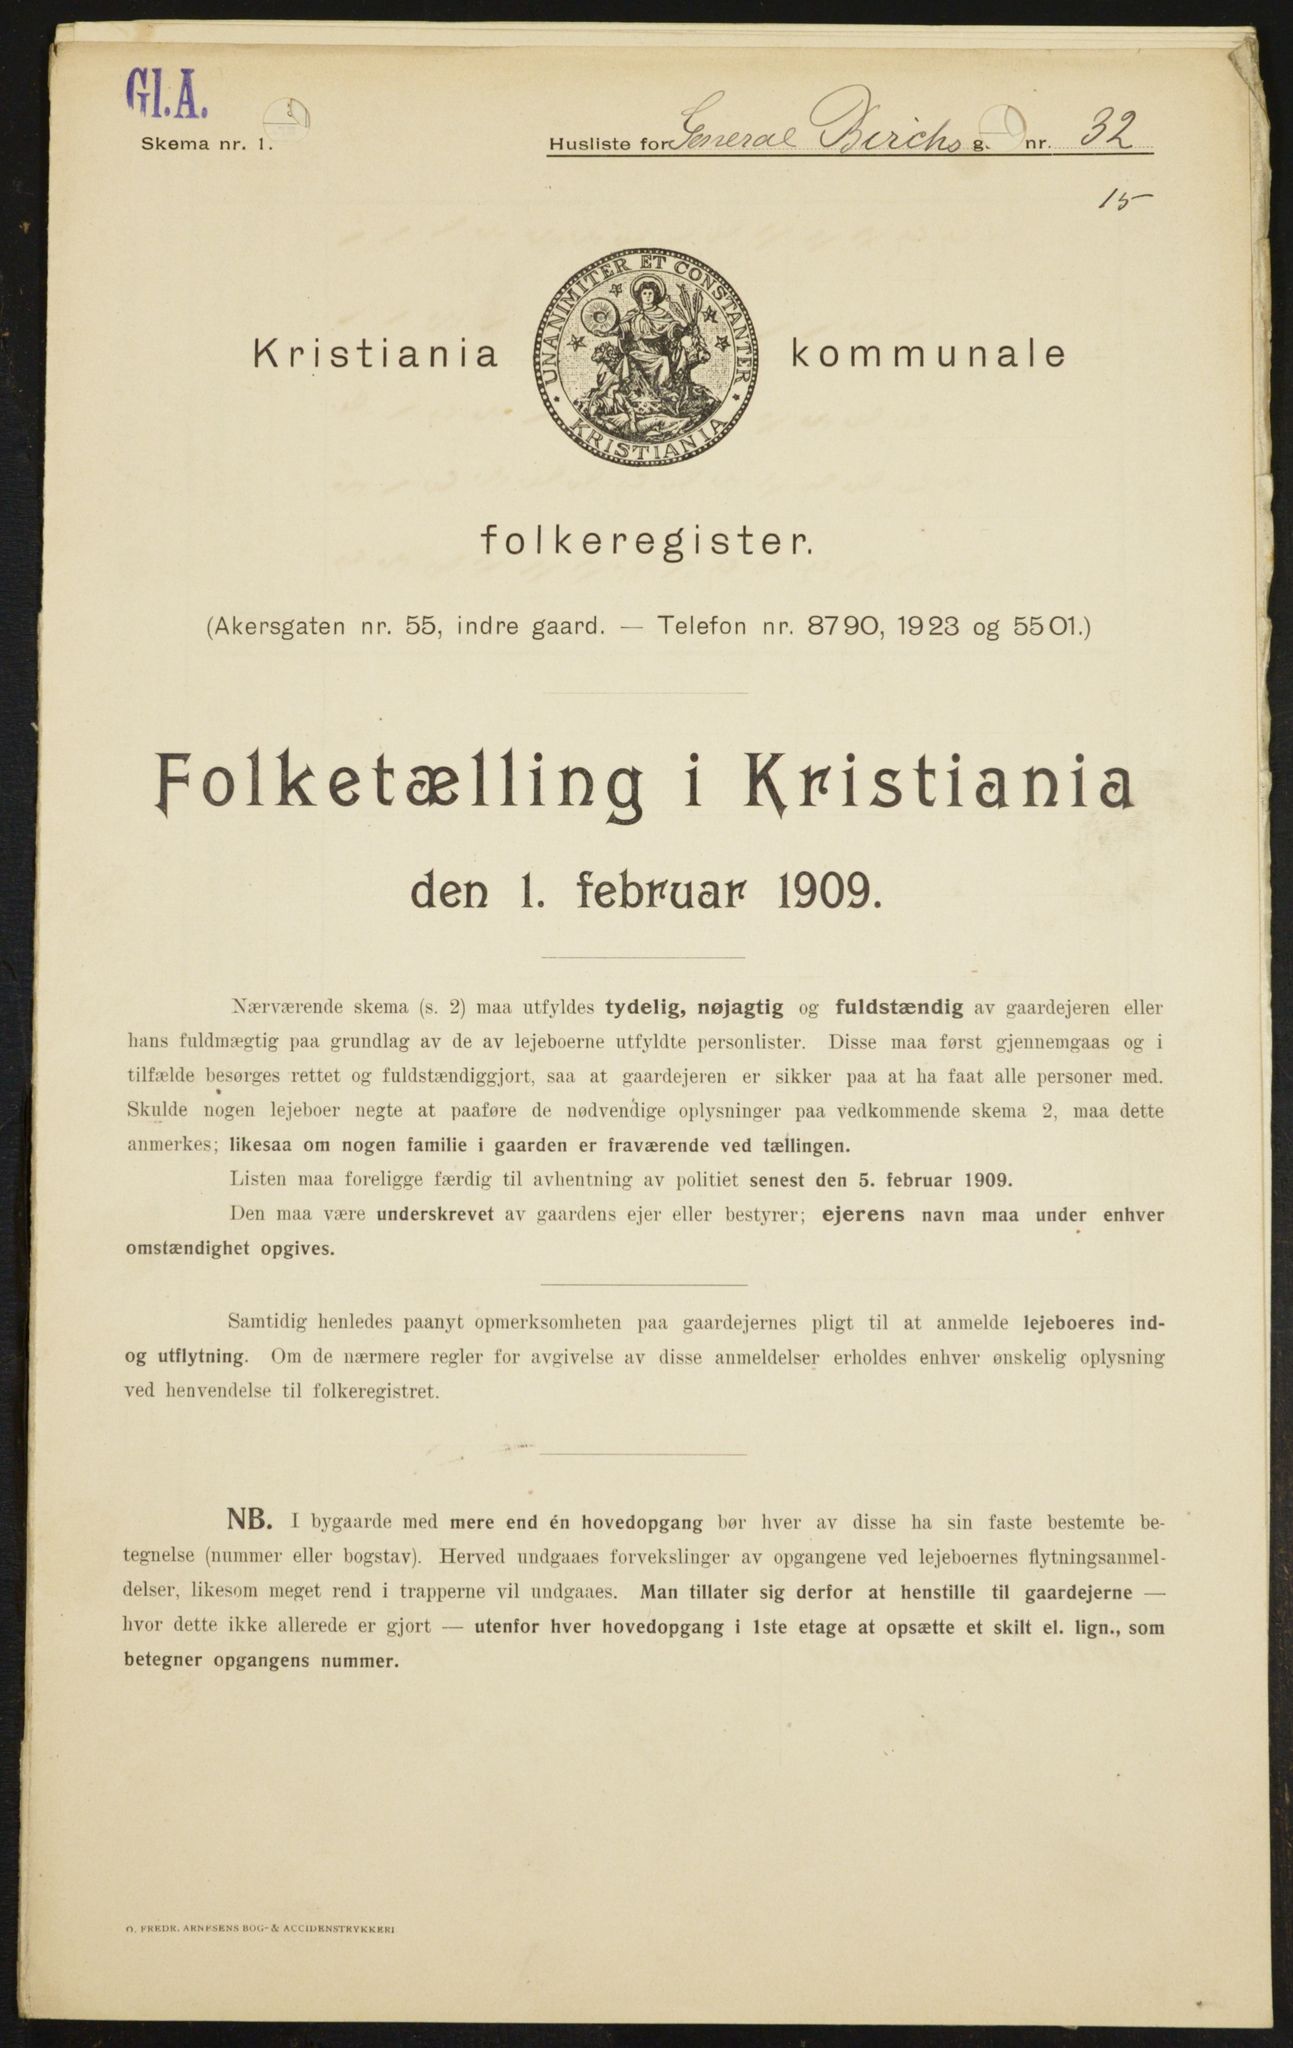 Gl.A.
Skema nr. 1.
Husliste for General Birchs g. nr. 32
15
UNANIMITER ET CONSTANTER
KRISTIANIA
Kristiania kommunale
folkeregister.
(Akersgaten nr. 55, indre gaard. — Telefon nr. 8790, 1923 og 5501.)
Folketælling i Kristiania
den 1. februar 1909.
Nærværende skema (s. 2) maa utfyldes tydelig, nøjagtig og fuldstændig av gaardejeren eller
hans fuldmægtig paa grundlag av de av lejeboerne utfyldte personlister. Disse maa først gjennemgaas og i
tilfælde besørges rettet og fuldstændiggjort, saa at gaardejeren er sikker paa at ha faat alle personer med.
Skulde nogen lejeboer negte at paaføre de nødvendige oplysninger paa vedkommende skema 2, maa dette
anmerkes; likesaa om nogen familie i gaarden er fraværende ved tællingen.
Listen maa foreligge færdig til avhentning av politiet senest den 5. februar 1909.
Den maa være underskrevet av gaardens ejer eller bestyrer; ejerens navn maa under enhver
omstændighet opgives.
Samtidig henledes paanyt opmerksomheten paa gaardejernes pligt til at anmelde lejeboeres ind-
og utflytning. Om de nærmere regler for avgivelse av disse anmeldelser erholdes enhver ønskelig oplysning
ved henvendelse til folkeregistret.
NB. I bygaarde med mere end én hovedopgang bør hver av disse ha sin faste bestemte be-
tegnelse (nummer eller bogstav). Herved undgaaes forvekslinger av opgangene ved lejeboernes flytningsanmel-
delser, likesom meget rend i trapperne vil undgaaes. Man tillater sig derfor at henstille til gaardejerne —
hvor dette ikke allerede er gjort — utenfor hver hovedopgang i 1ste etage at opsætte et skilt el. lign., som
betegner opgangens nummer.
O. FREDR. ARNESENS BOG- & ACCIDENSTRYKKERI